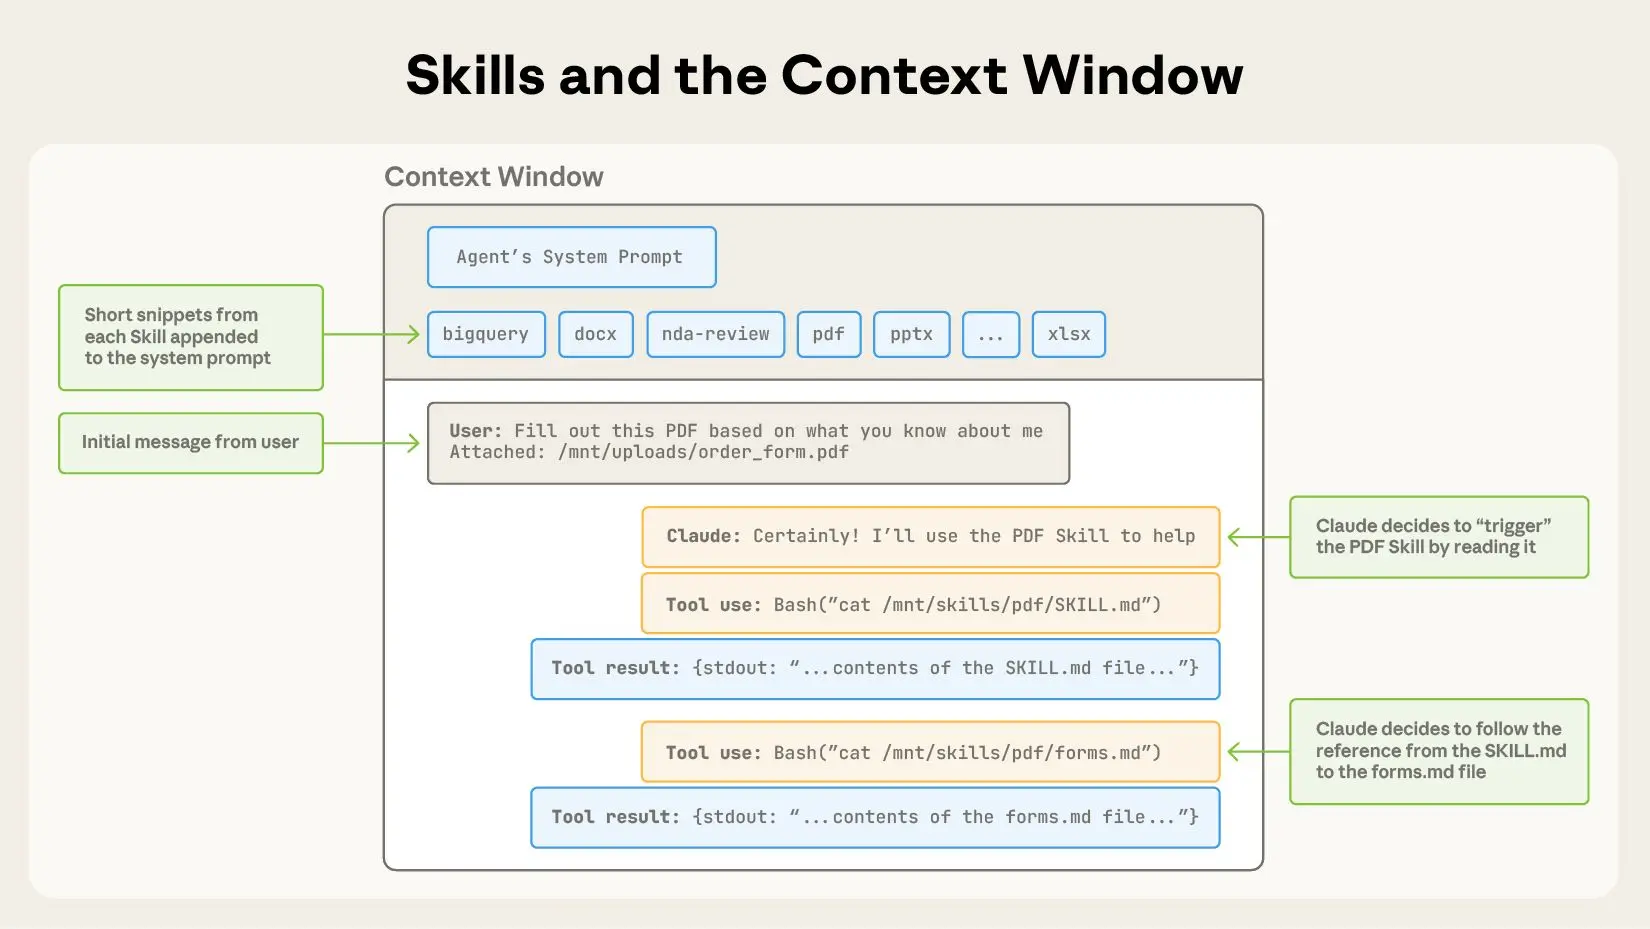 Skills and the Context Window
Context Window
Agent’s System Prompt
Short snippets from
each Skill appended
to the system prompt
bigquery
docx
nda-review
pdf
pptx
...
xlsx
Initial message from user
User: Fill out this PDF based on what you know about me
Attached: /mnt/uploads/order_form.pdf
Claude: Certainly! I’ll use the PDF Skill to help
Claude decides to “trigger”
the PDF Skill by reading it
Tool use: Bash(”cat /mnt/skills/pdf/SKILL.md”)
Tool result: {stdout: “...contents of the SKILL.md file...”}
Tool use: Bash(”cat /mnt/skills/pdf/forms.md”)
Claude decides to follow the
reference from the SKILL.md
to the forms.md file
Tool result: {stdout: “...contents of the forms.md file...”}